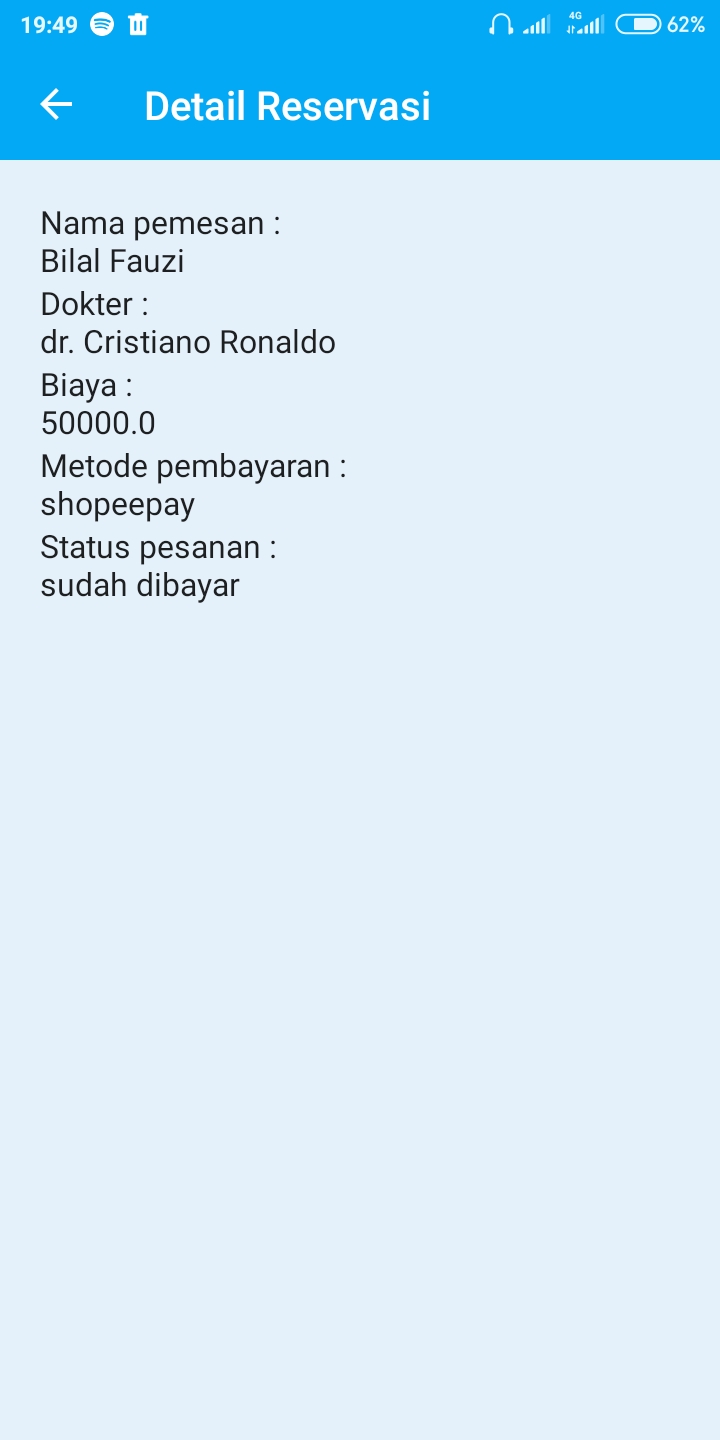 19:49
4G
62%
Detail Reservasi
Nama pemesan :
Bilal Fauzi
Dokter :
dr. Cristiano Ronaldo
Biaya :
50000.0
Metode pembayaran :
shopeepay
Status pesanan :
sudah dibayar